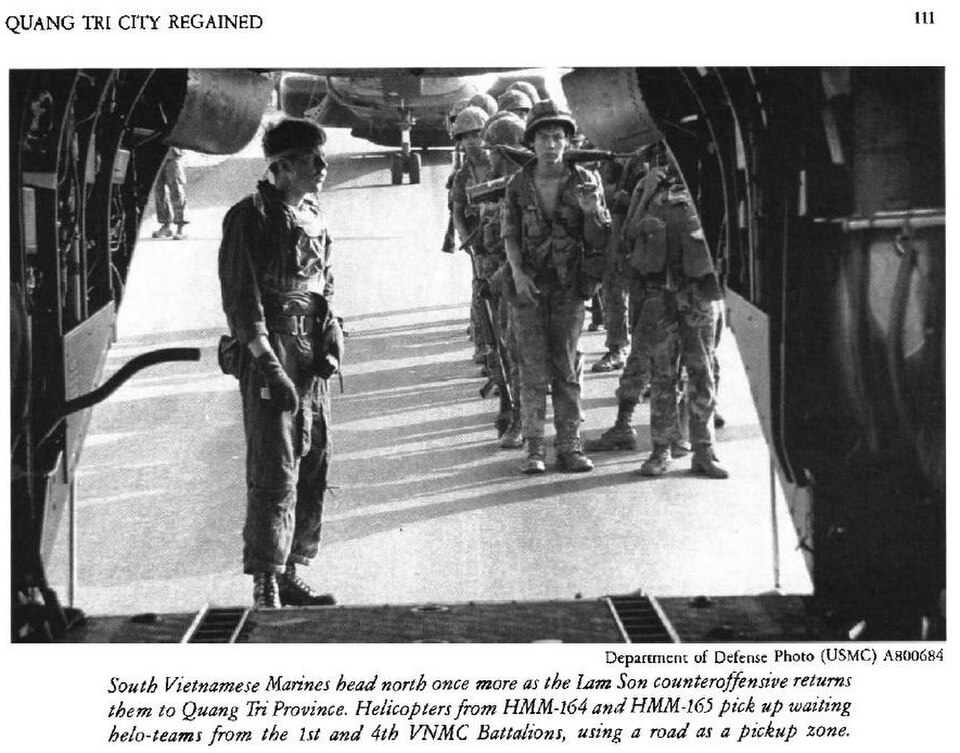 QUANG TRI CITY REGAINED
111
Department of Defense Photo (USMC) A800684
South Vietnamese Marines head north once more as the Lam Son counteroffensive returns
them to Quang Tri Province. Helicopters from HMM-164 and HMM-165 pick up waiting
helo-teams from the 1st and 4th VNMC Battalions, using a road as a pickup zone.